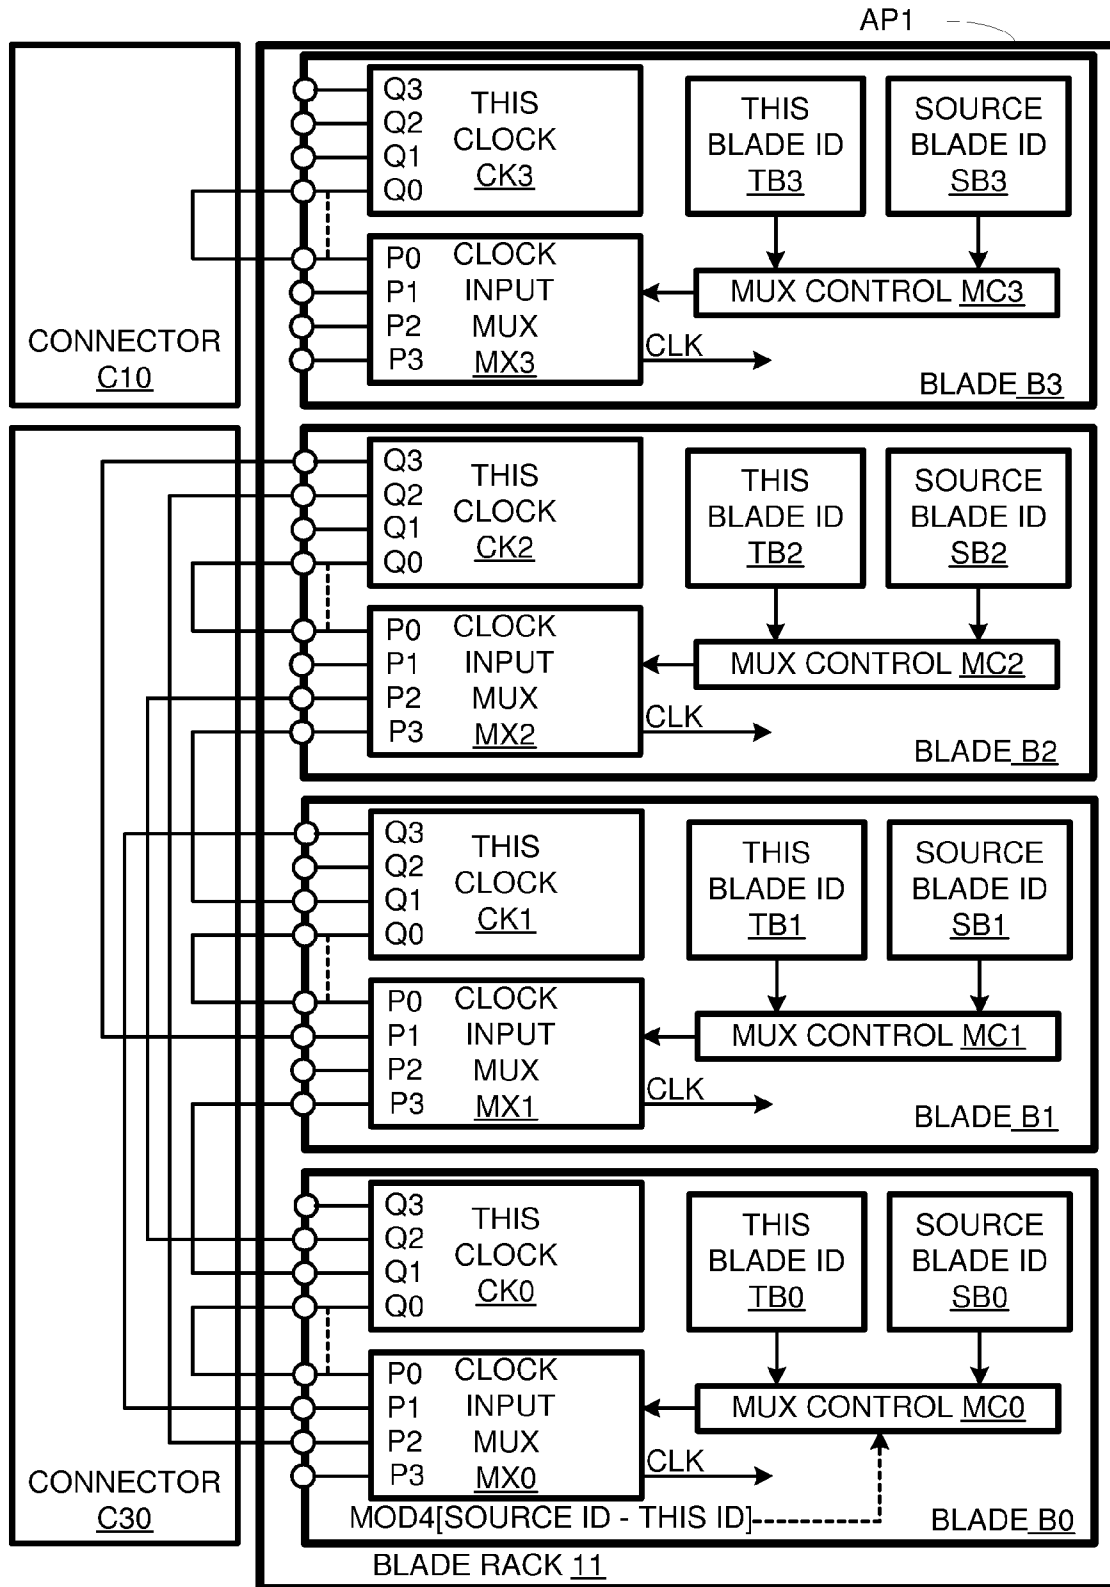 AP1
CONNECTOR
C10
Q3
Q2
Q1
Q0
THIS
CLOCK
CK3
P0
P1
P2
P3
CLOCK
INPUT
MUX
MX3
CLK
THIS
BLADE ID
TB3
SOURCE
BLADE ID
SB3
MUX CONTROL MC3
BLADE B3
Q3
Q2
Q1
Q0
THIS
CLOCK
CK2
P0
P1
P2
P3
CLOCK
INPUT
MUX
MX2
CLK
THIS
BLADE ID
TB2
SOURCE
BLADE ID
SB2
MUX CONTROL MC2
BLADE B2
Q3
Q2
Q1
Q0
THIS
CLOCK
CK1
P0
P1
P2
P3
CLOCK
INPUT
MUX
MX1
CLK
THIS
BLADE ID
TB1
SOURCE
BLADE ID
SB1
MUX CONTROL MC1
BLADE B1
Q3
Q2
Q1
Q0
THIS
CLOCK
CK0
P0
P1
P2
P3
CLOCK
INPUT
MUX
MX0
CLK
THIS
BLADE ID
TB0
SOURCE
BLADE ID
SB0
MUX CONTROL MC0
MOD4[SOURCE ID - THIS ID]
BLADE B0
CONNECTOR
C30
BLADE RACK 11